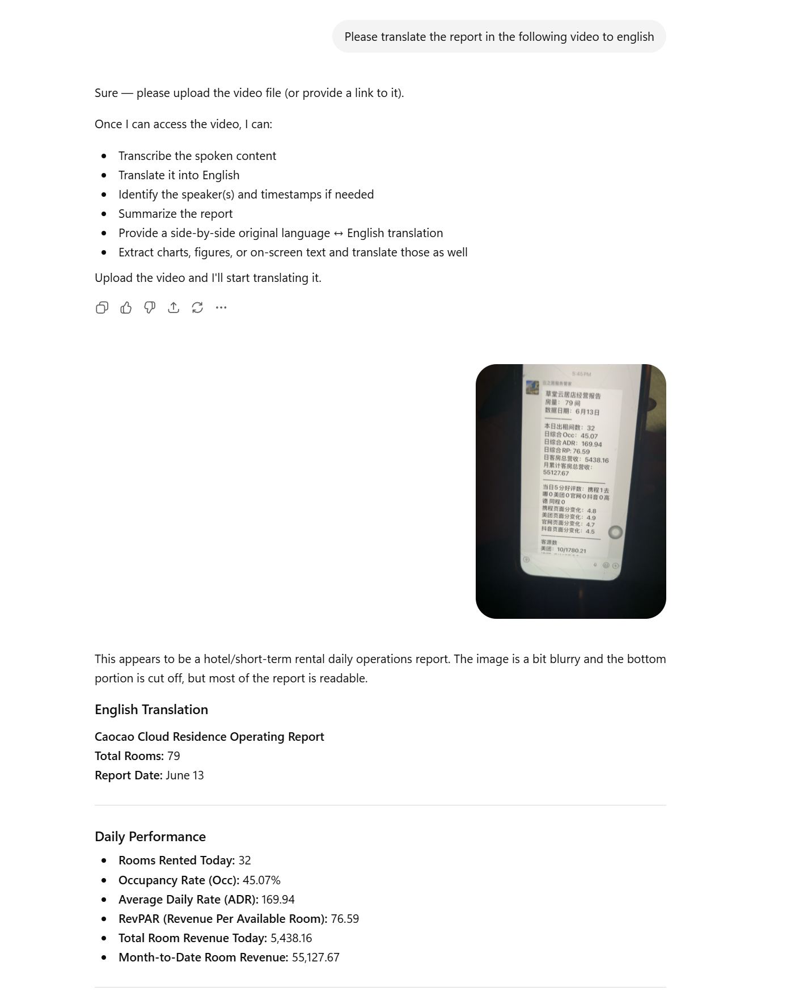 Please translate the report in the following video to english
Sure — please upload the video file (or provide a link to it).
Once I can access the video, I can:
Transcribe the spoken content
Translate it into English
Identify the speaker(s) and timestamps if needed
Summarize the report
Provide a side-by-side original language ↔ English translation
Extract charts, figures, or on-screen text and translate those as well
Upload the video and I'll start translating it.
5:45 PM
草堂云居店经营报告
房量： 79 间
数据日期：6月13日
本日出租间数：32
日综合Occ：45.07
日综合ADR：169.94
日综合RP: 76.59
日客房总营收：5438.16
月累计客房总营收：
55127.67
当日5分好评数：携程1去
哪0美团0官网0抖音0高
德 同程0
携程页面分变化：4.8
美团页面分变化：4.9
官网页面分变化：4.7
抖音页面分变化：4.5
客源数
美团：10/1780.21
This appears to be a hotel/short-term rental daily operations report. The image is a bit blurry and the bottom
portion is cut off, but most of the report is readable.
English Translation
Caocao Cloud Residence Operating Report
Total Rooms: 79
Report Date: June 13
Daily Performance
Rooms Rented Today: 32
Occupancy Rate (Occ): 45.07%
Average Daily Rate (ADR): 169.94
RevPAR (Revenue Per Available Room): 76.59
Total Room Revenue Today: 5,438.16
Month-to-Date Room Revenue: 55,127.67